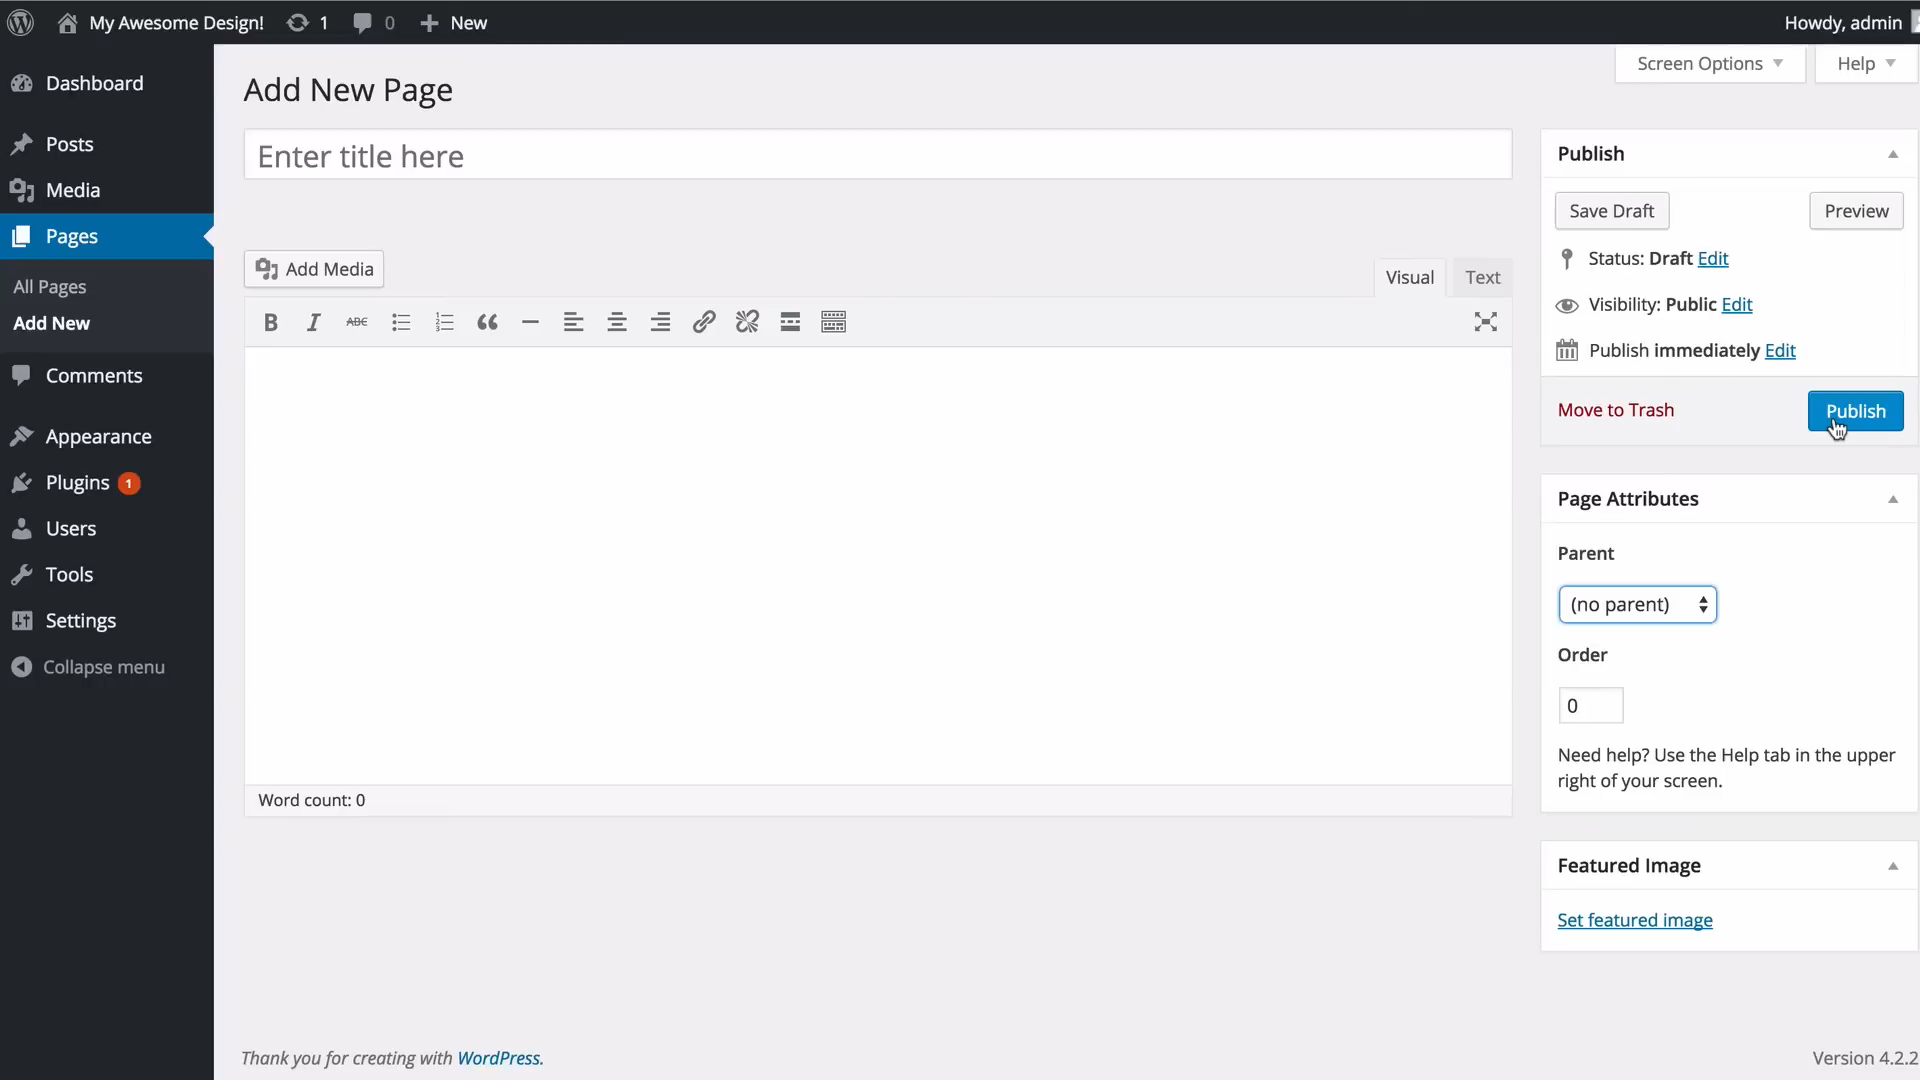 My Awesome Design! 1 0 New Howdy, admin
Screen Options Help
Dashboard
Posts
Media
Pages
All Pages
Add New
Comments
Appearance
Plugins 1
Users
Tools
Settings
Collapse menu
Add New Page
Enter title here
Add Media
Visual Text
B I ABC
Word count: 0
Publish
Save Draft Preview
Status: Draft Edit
Visibility: Public Edit
Publish immediately Edit
Move to Trash Publish
Page Attributes
Parent
(no parent)
Order
0
Need help? Use the Help tab in the upper
right of your screen.
Featured Image
Set featured image
Thank you for creating with WordPress.
Version 4.2.2